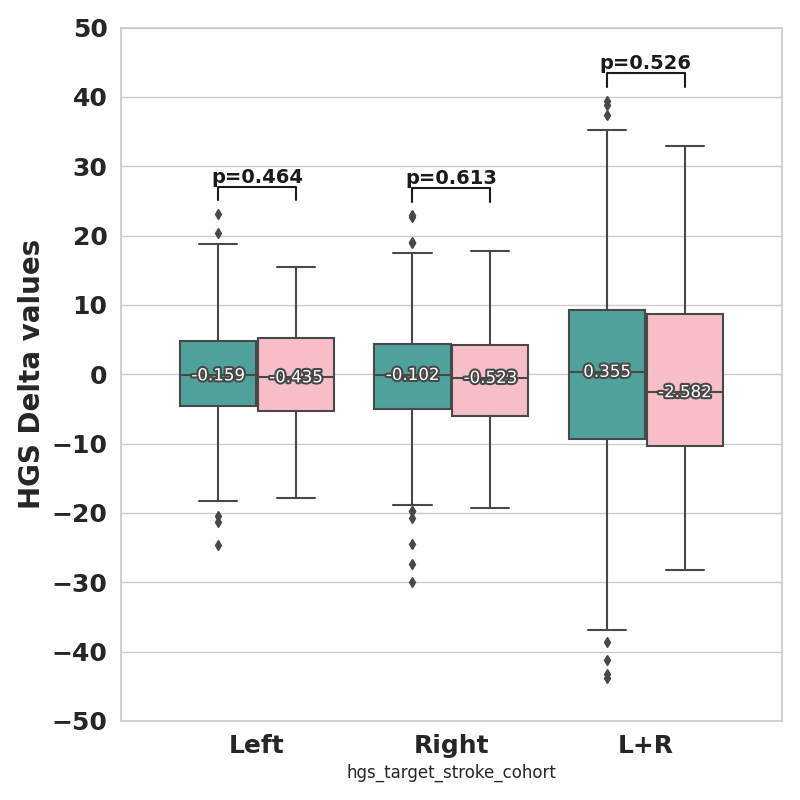 50
40
30
20
10
0
−10
−20
−30
−40
−50
HGS Delta values
p=0.464
p=0.613
p=0.526
-0.159
-0.435
-0.102
-0.523
0.355
-2.582
Left
Right
L+R
hgs_target_stroke_cohort